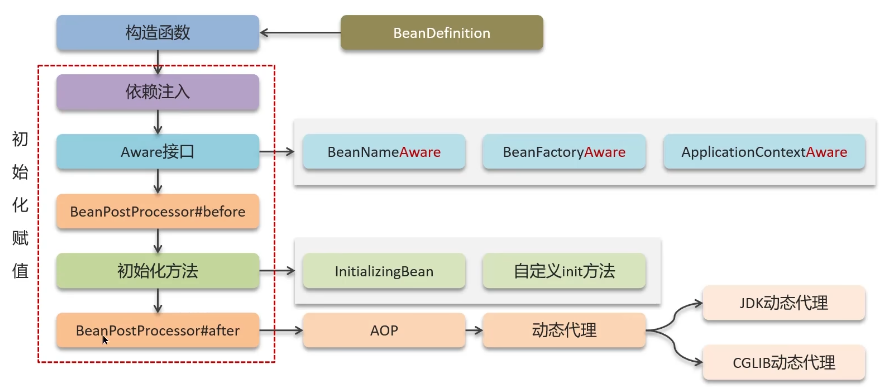 构造函数
BeanDefinition
初始化赋值
依赖注入
Aware接口
BeanNameAware
BeanFactoryAware
ApplicationContextAware
BeanPostProcessor#before
初始化方法
InitializingBean
自定义init方法
BeanPostProcessor#after
AOP
动态代理
JDK动态代理
CGLIB动态代理